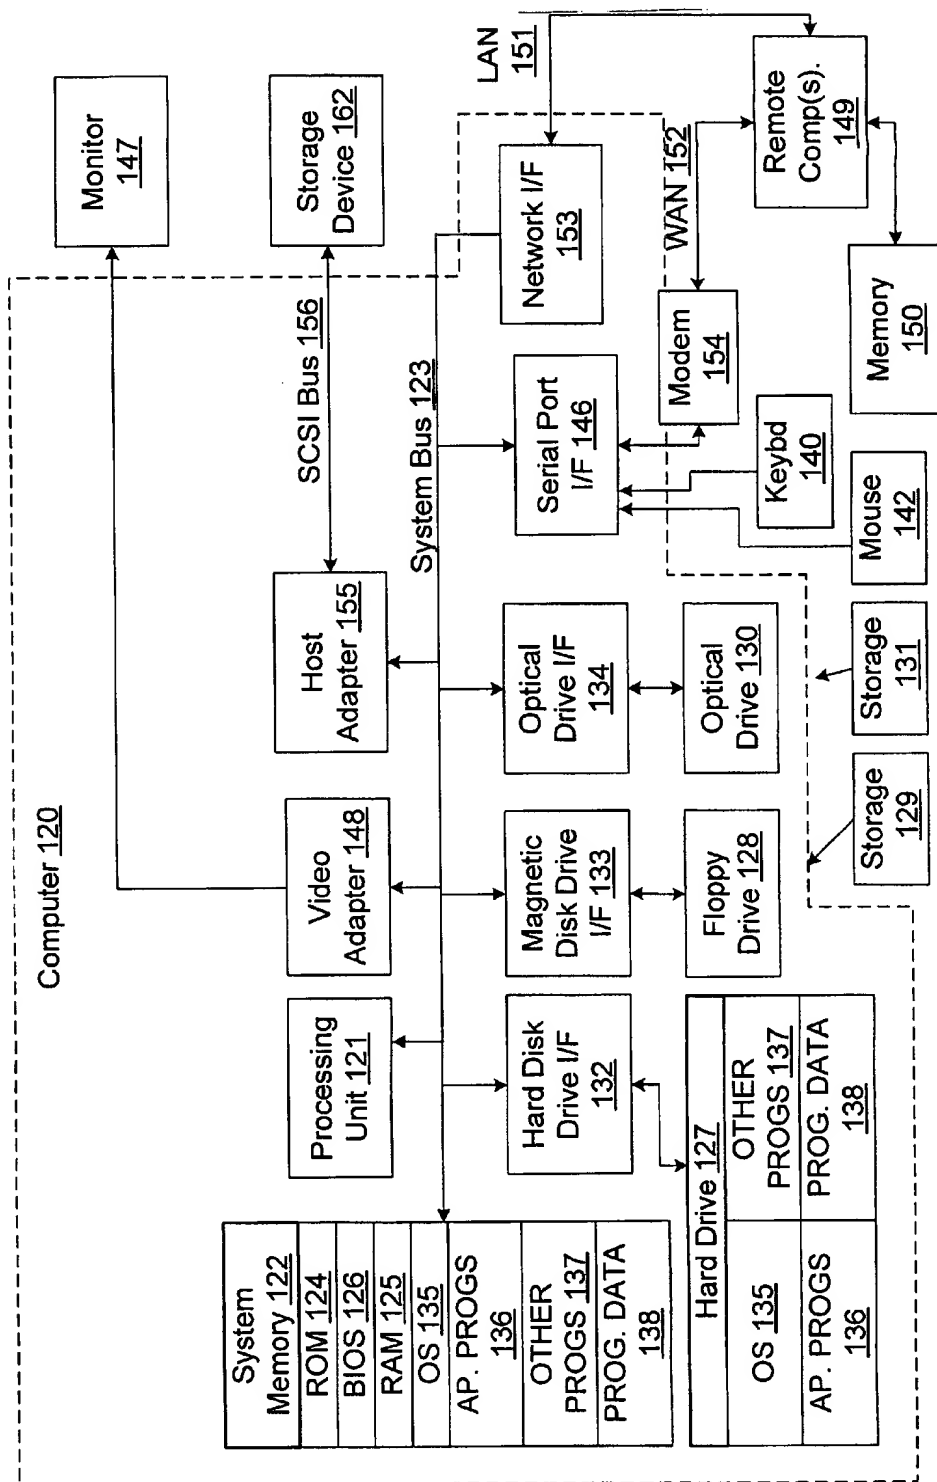 Computer 120
Monitor
147
Storage
Device 162
SCSI Bus 156
Host
Adapter 155
Video
Adapter 148
Processing
Unit 121
System
Memory 122
ROM 124
BIOS 126
RAM 125
OS 135
AP. PROGS
136
OTHER
PROGS 137
PROG. DATA
138
System Bus 123
Hard Disk
Drive I/F
132
Magnetic
Disk Drive
I/F 133
Optical
Drive I/F
134
Serial Port
I/F 146
Network I/F
153
LAN
151
Hard Drive 127
OS 135
OTHER
PROGS 137
AP. PROGS
136
PROG. DATA
138
Floppy
Drive 128
Optical
Drive 130
Modem
154
WAN 152
Remote
Comp(s).
149
Keybd
140
Storage
129
Storage
131
Mouse
142
Memory
150